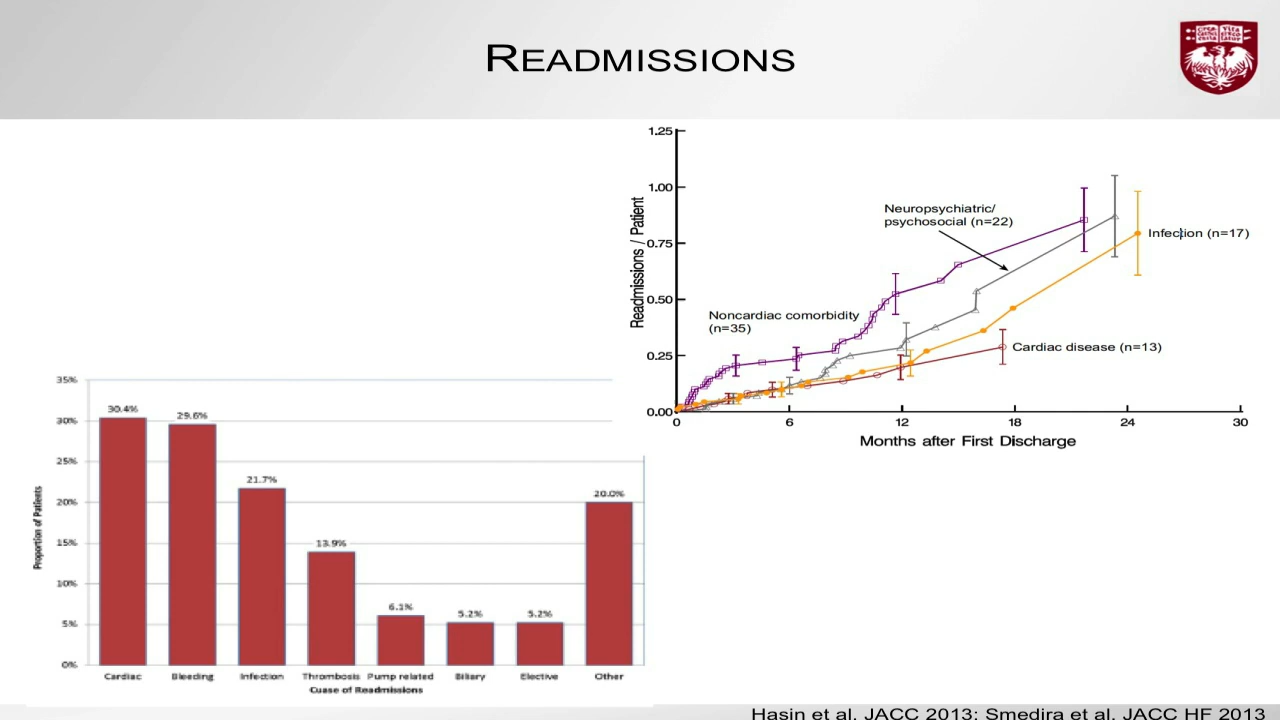 READMISSIONS
1.25
1.00
0.75
0.50
0.25
0.00
Readmissions / Patient
Neuropsychiatric/
psychosocial (n=22)
Infection (n=17)
Noncardiac comorbidity
(n=35)
Cardiac disease (n=13)
0 6 12 18 24 30
Months after First Discharge
35%
30%
25%
20%
15%
10%
5%
0%
Proportion of Patients
30.4% 29.6% 21.7% 13.9% 6.1% 5.2% 5.2% 20.0%
Cardiac Bleeding Infection Thrombosis Pump related Biliary Elective Other
Cuase of Readmissions
Hasin et al. JACC 2013; Smedira et al. JACC HF 2013